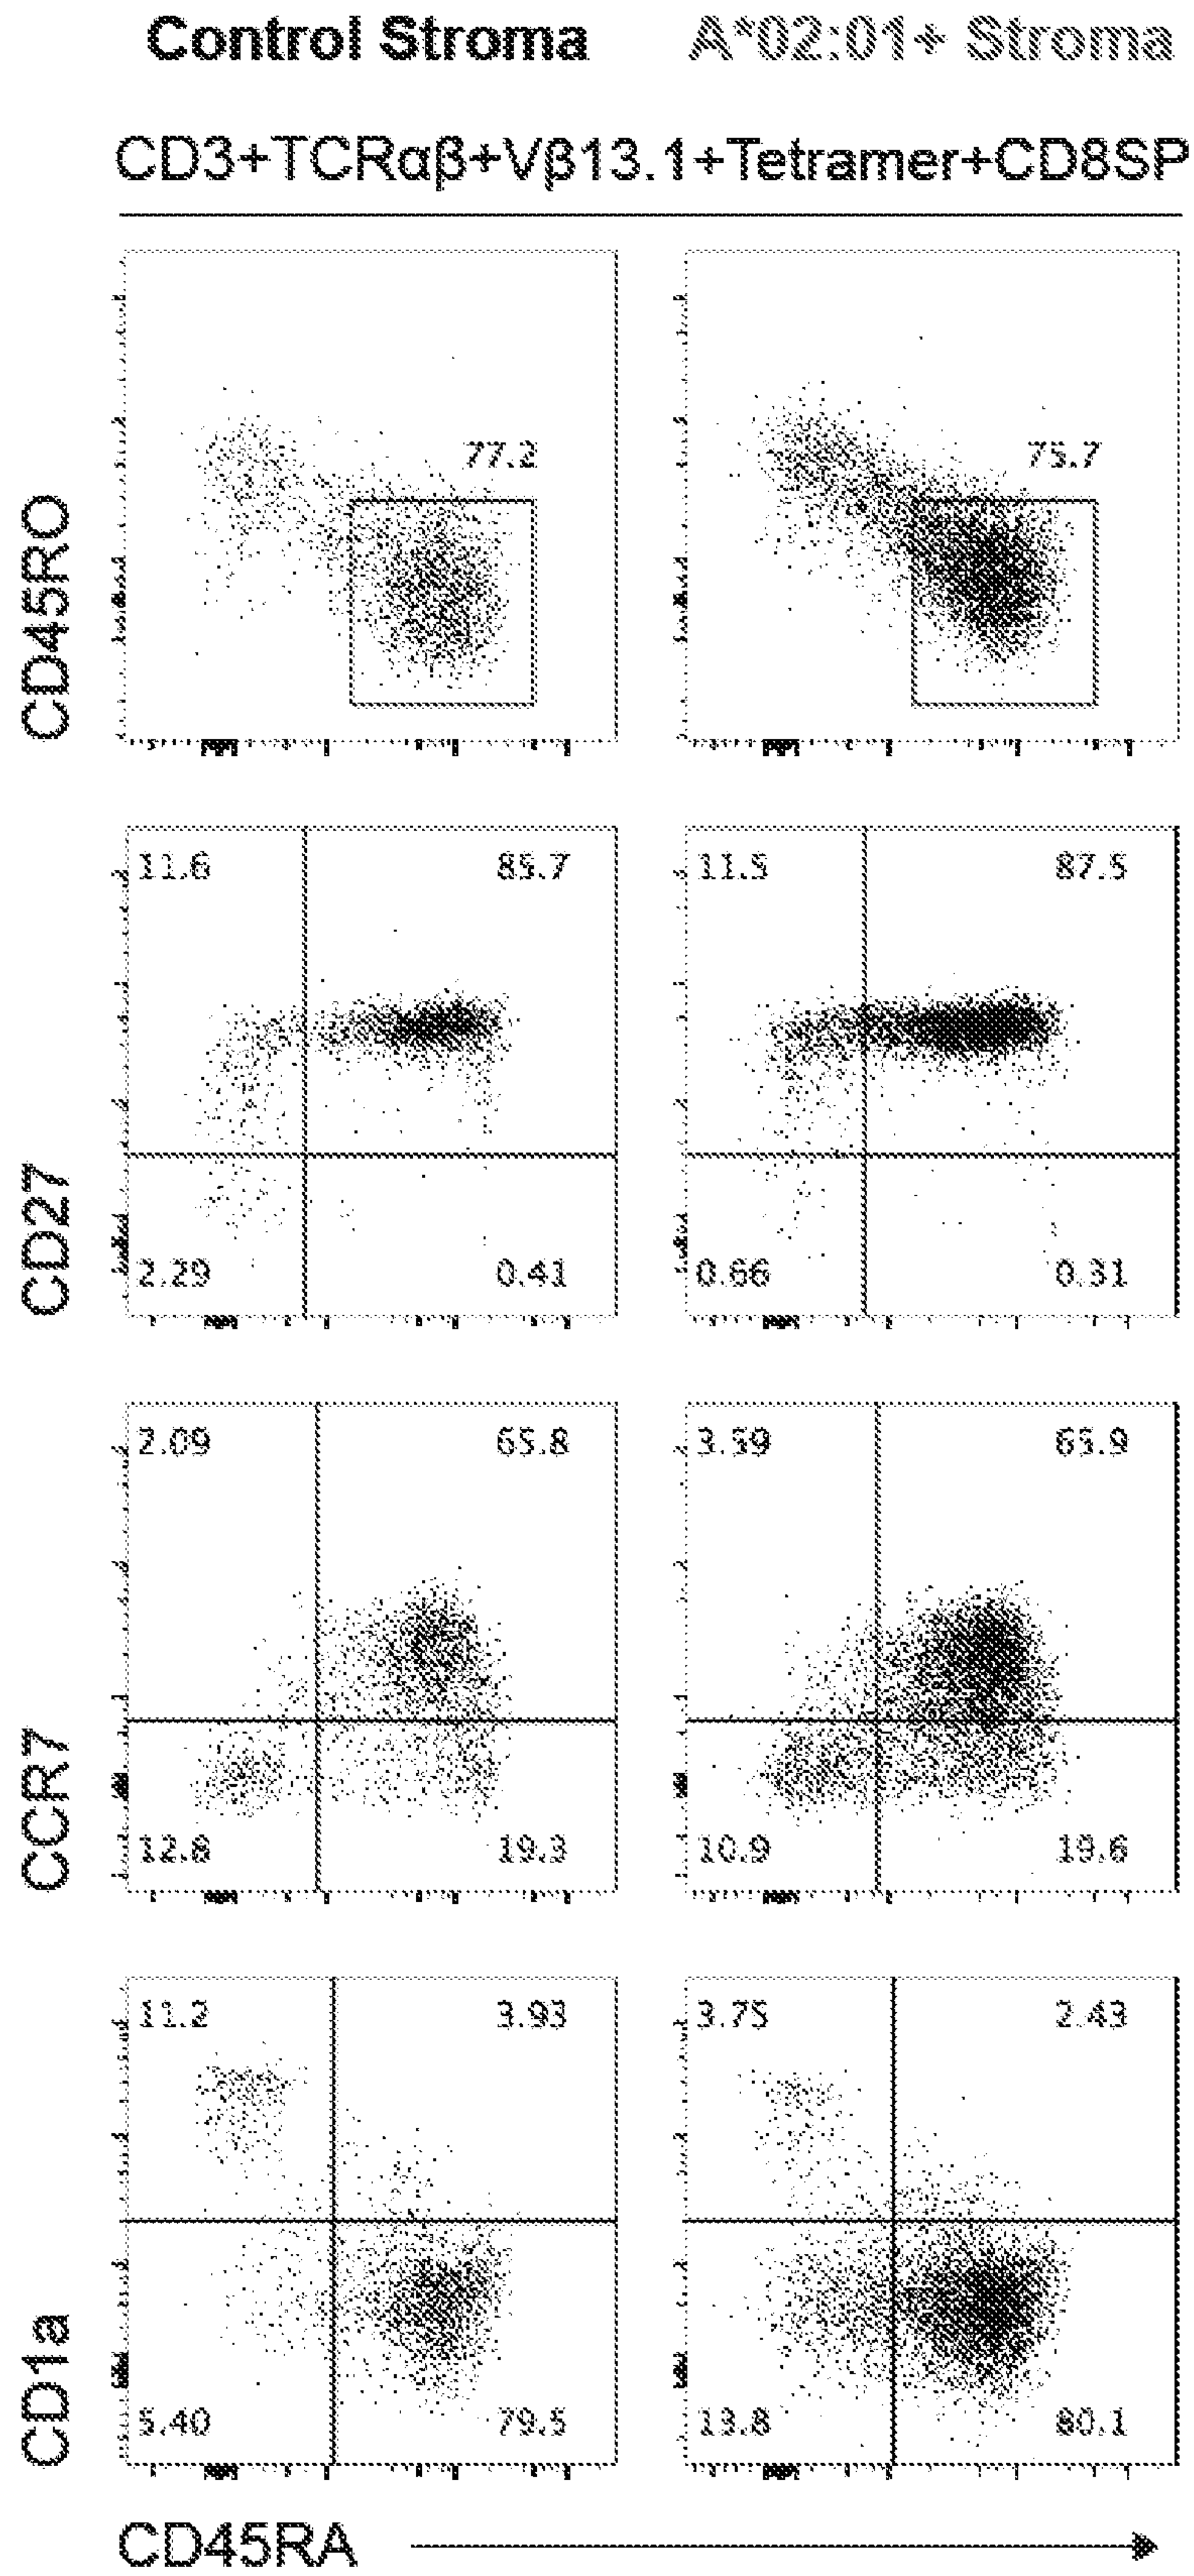 Control Stroma A*02:01+ Stroma
CD3+TCRαβ+Vβ13.1+Tetramer+CD8SP
CD45RO
77.2 75.7
CD27
11.6 85.7 11.5 87.5
2.29 0.41 0.66 0.31
CCR7
2.09 65.8 3.59 65.9
12.8 19.3 10.9 19.6
CD1a
11.2 3.93 3.75 2.43
5.40 79.5 13.8 80.1
CD45RA